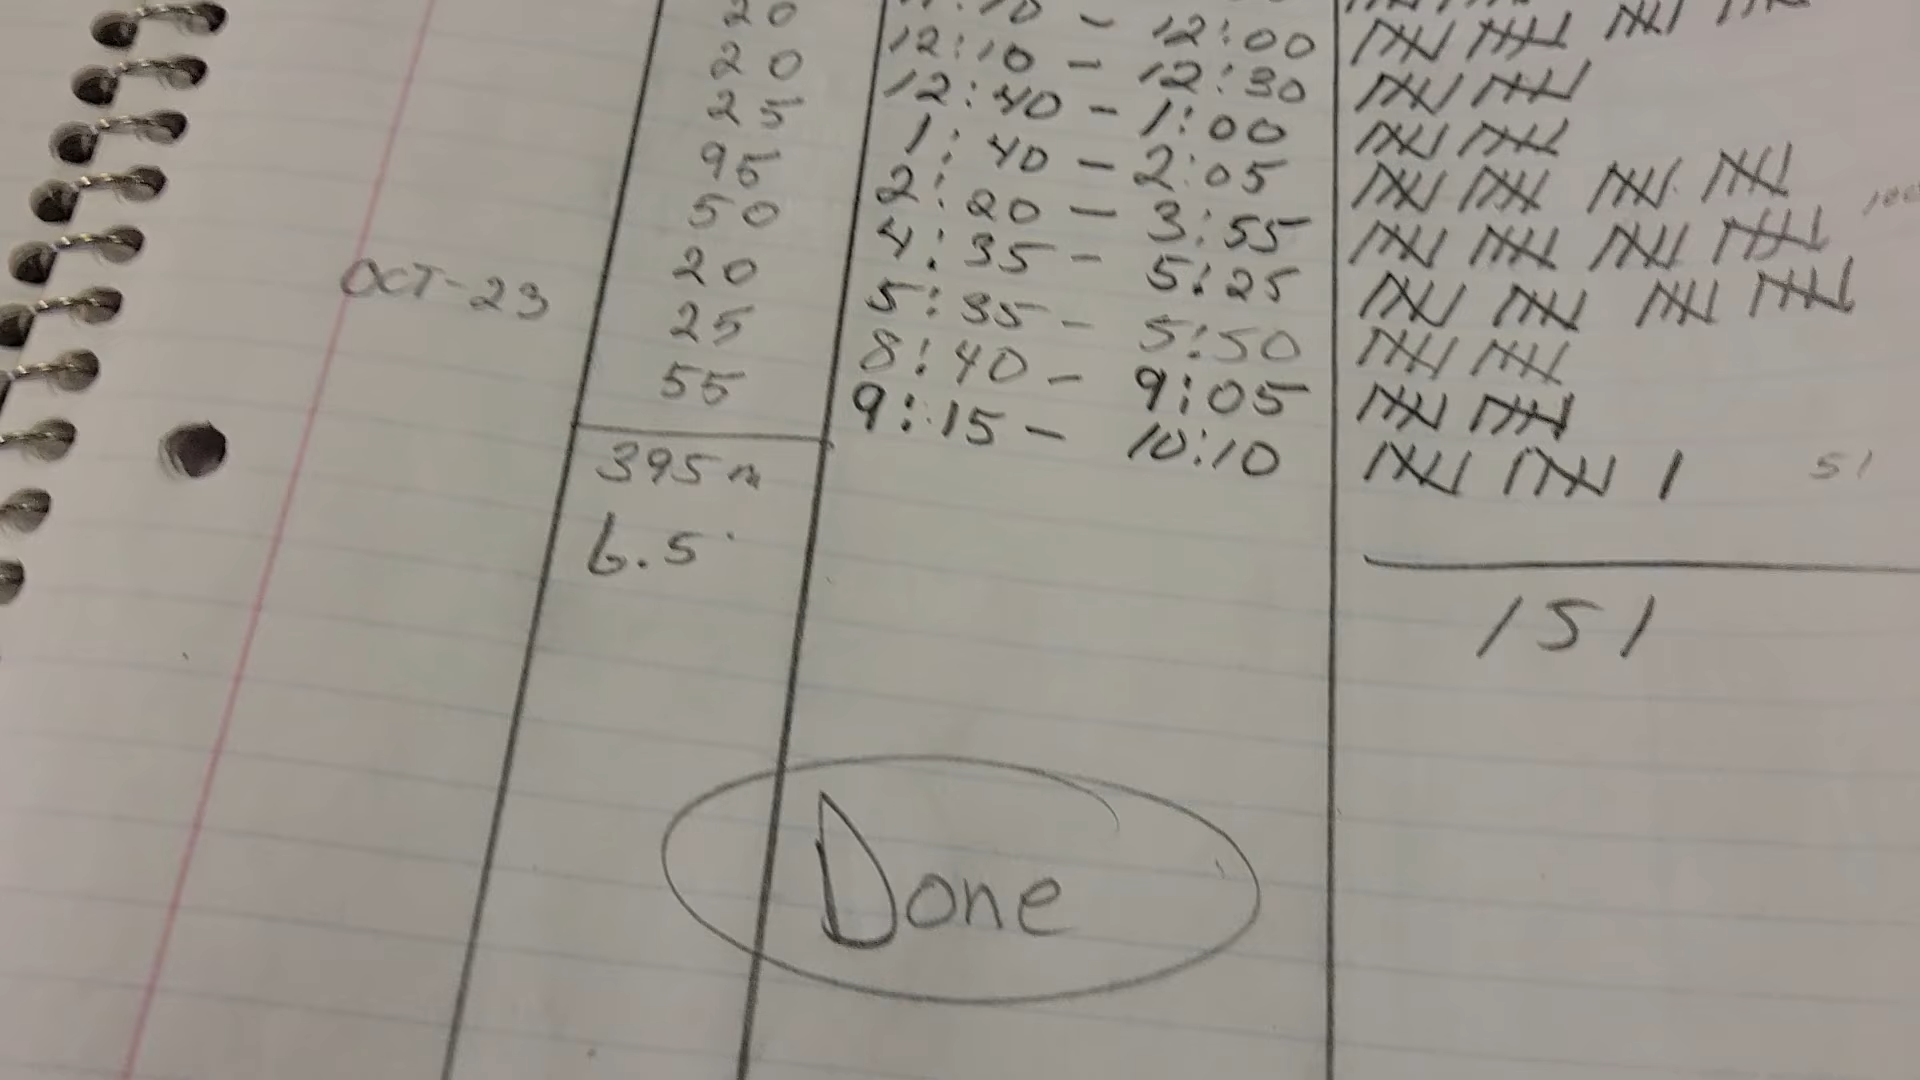 12:00
20 12:10 - 12:30
20 12:40 - 1:00
25 1:40 - 2:05
95 2:20 - 3:55
50 4:35 - 5:25
OCT-23 20 5:35 - 5:50
25 8:40 - 9:05
55 9:15 - 10:10 51
395m
6.5
151
Done